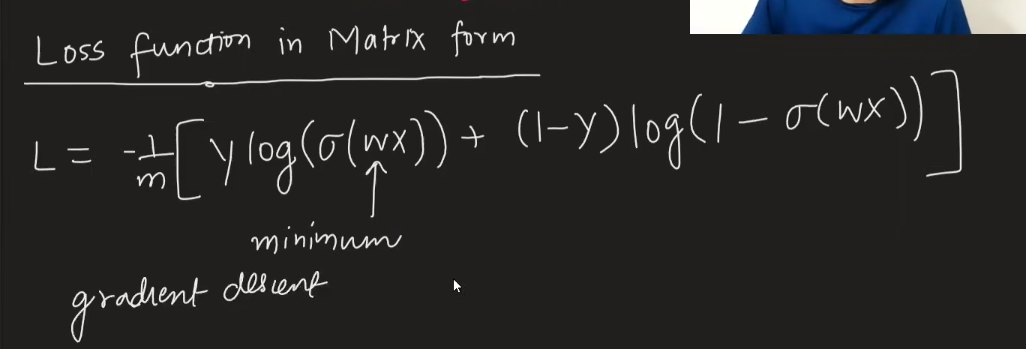 Loss function in Matrix form
L = -1/m [ Y log(σ(wx)) + (1-Y) log(1 - σ(wx)) ]
minimum
gradient descent